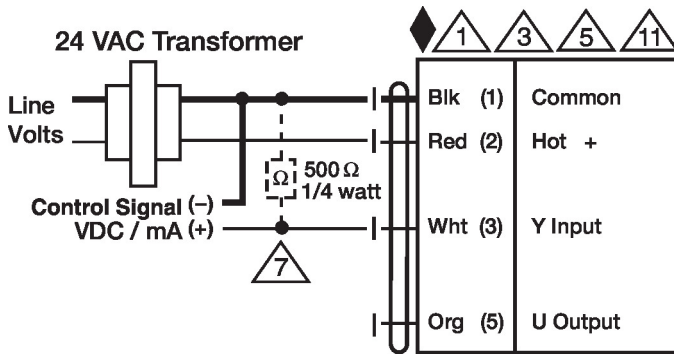 24 VAC Transformer
1 3 5 11
Line
Volts
Blk (1) Common
Red (2) Hot +
Ω 500 Ω
1/4 watt
Control Signal (–)
VDC / mA (+)
Wht (3) Y Input
7
Org (5) U Output